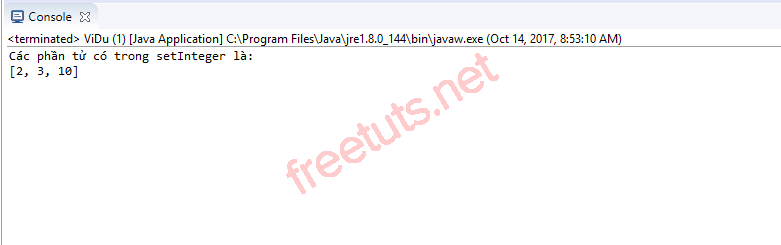 Console
<terminated> ViDu (1) [Java Application] C:\Program Files\Java\jre1.8.0_144\bin\javaw.exe (Oct 14, 2017, 8:53:10 AM)
Các phần tử có trong setInteger là:
[2, 3, 10]
freetuts.net